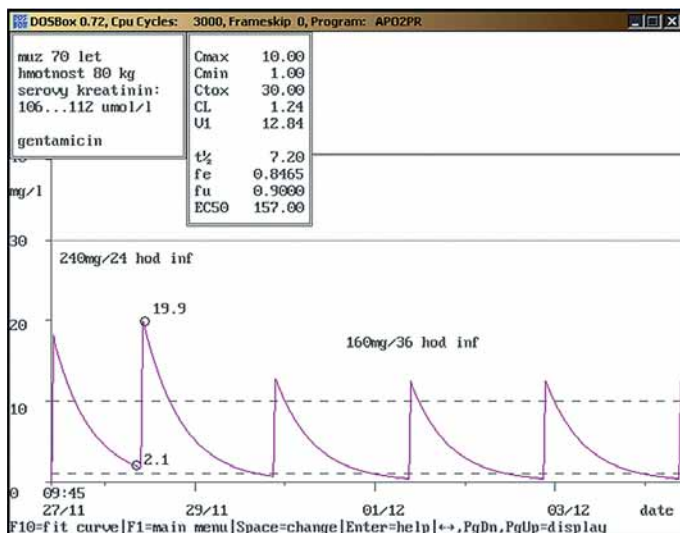 DOSBox 0.72, Cpu Cycles: 3000, Frameskip 0, Program: APO2PR
muz 70 let
hmotnost 80 kg
serovy kreatinin:
106...112 umol/l
gentamicin
Cmax 10.00
Cmin 1.00
Ctox 30.00
CL 1.24
V1 12.84
t½ 7.20
fe 0.8465
fu 0.9000
EC50 157.00
mg/l
30
240mg/24 hod inf
19.9
20
160mg/36 hod inf
10
2.1
0 09:45
27/11 29/11 01/12 03/12 date
F10=fit curve|F1=main menu|Space=change|Enter=help|↔,PgDn,PgUp=display